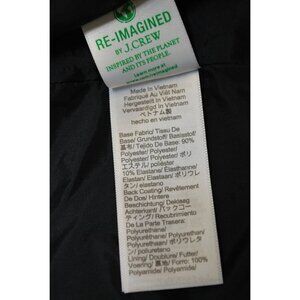 RE-IMAGINED
BY J.CREW
INSPIRED BY THE PLANET
AND ITS PEOPLE.
Learn more at
Made in Vietnam
Fabriqué Au Viêt Nam
Hergestellt in Vietnam
Vervaardigd in Vietnam
ベトナム製
hecho en vietnam
Base Fabric/ Tissu De
Base/ Grundstoff/ Basisstof/
裏布/ Tejido De Base: 90%
Polyester/ Polyester/
Polyester/ Polyester/ ポリ
エステル/ poliéster
10% Elastane/ Elasthanne/
Elastan/ Elastaan/ ポリウレ
タン/ elastano
Back Coating/ Revêtement
De Dos/ Hintere
Beschichtung/ Deklaag
Achterkant/ バックコー
ティング/ Recubrimiento
De La Parte Trasera:
Polyurethane/
Polyuréthane/ Polyurethan/
Polyurethaan/ ポリウレタ
ン/ poliuretano
Lining/ Doublure/ Futter/
Voering/ 裏地/ Forro: 100%
Polyamide/ Polyamide/